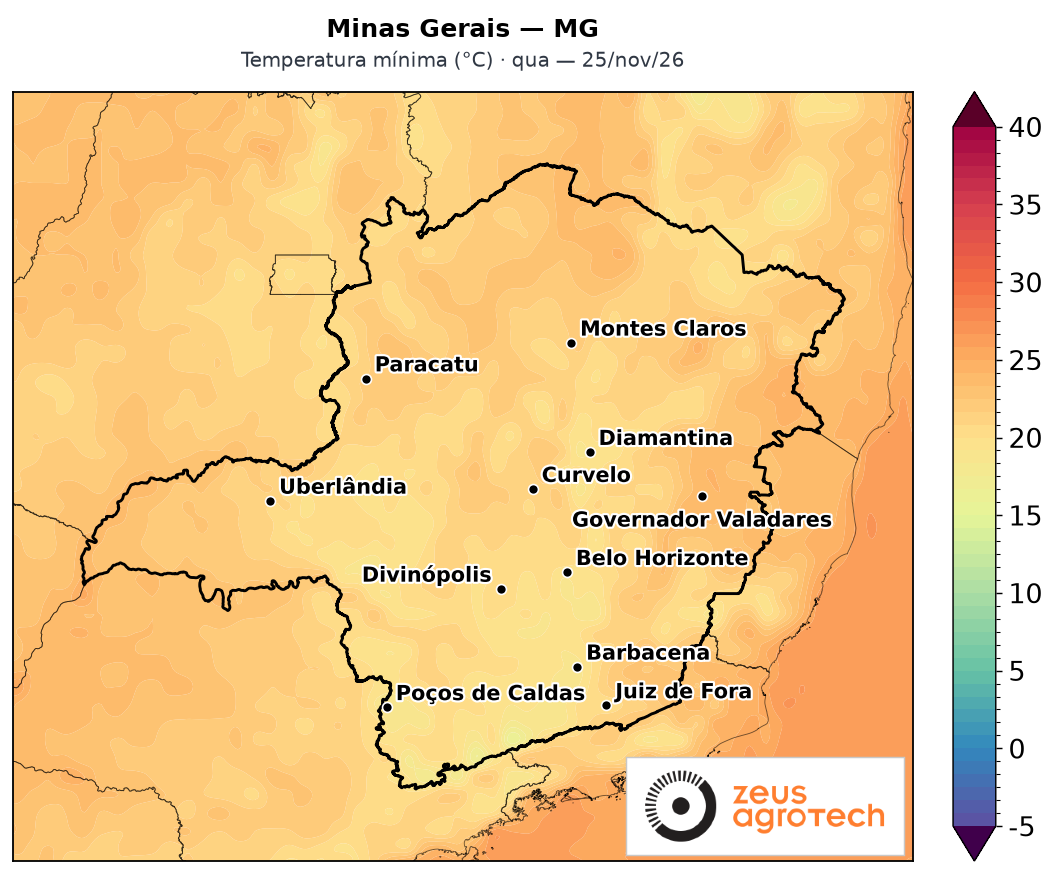 Minas Gerais — MG
Temperatura mínima (°C) · qua — 25/nov/26
40
35
30
25
20
15
10
5
0
-5
Montes Claros
Paracatu
Diamantina
Curvelo
Uberlândia
Governador Valadares
Belo Horizonte
Divinópolis
Barbacena
Poços de Caldas
Juiz de Fora
zeus
agrotech